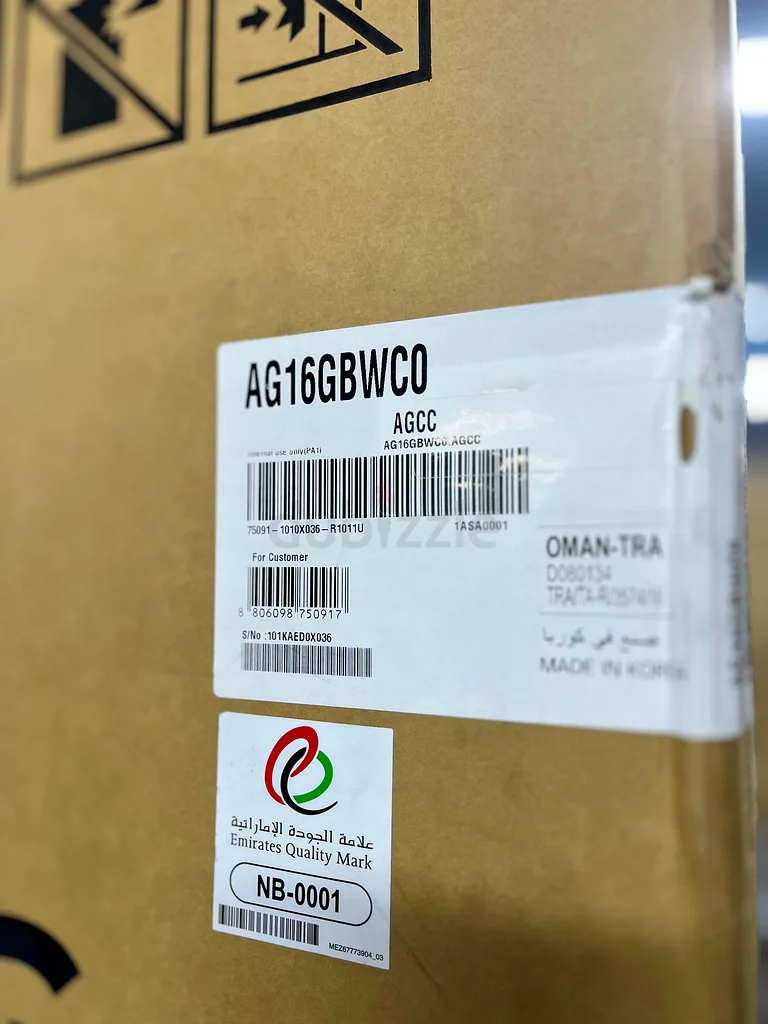 AG16GBWC0
AGCC
AG16GBWC0.AGCC
Internal use only(PA1)
75091-1010X036-R1011U
1ASA0001
For Customer
8 806098 750917
S/No :101KAED0X036
OMAN-TRA
D080134
صنع في كوريا
MADE IN KOREA
علامة الجودة الإماراتية
Emirates Quality Mark
NB-0001
MEZ67773904_03